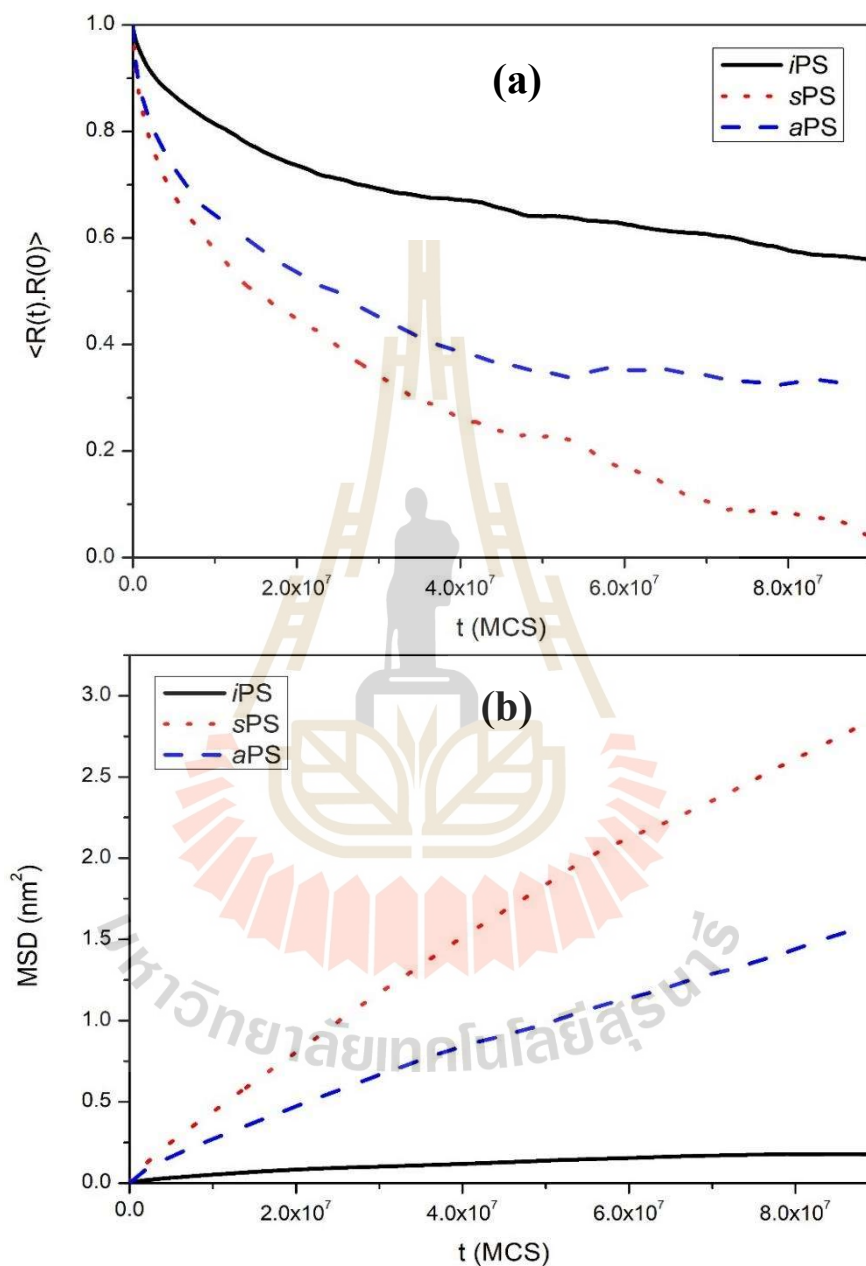 1.0
0.8
0.6
0.4
0.2
0.0
<R(t).R(0)>
(a)
iPS
sPS
aPS
0.0
2.0x10⁷
4.0x10⁷
6.0x10⁷
8.0x10⁷
t (MCS)
3.0
2.5
2.0
1.5
1.0
0.5
0.0
MSD (nm²)
iPS
sPS
aPS
(b)
มหาวิทยาลัยเทคโนโลยีสุรนารี
0.0
2.0x10⁷
4.0x10⁷
6.0x10⁷
8.0x10⁷
t (MCS)